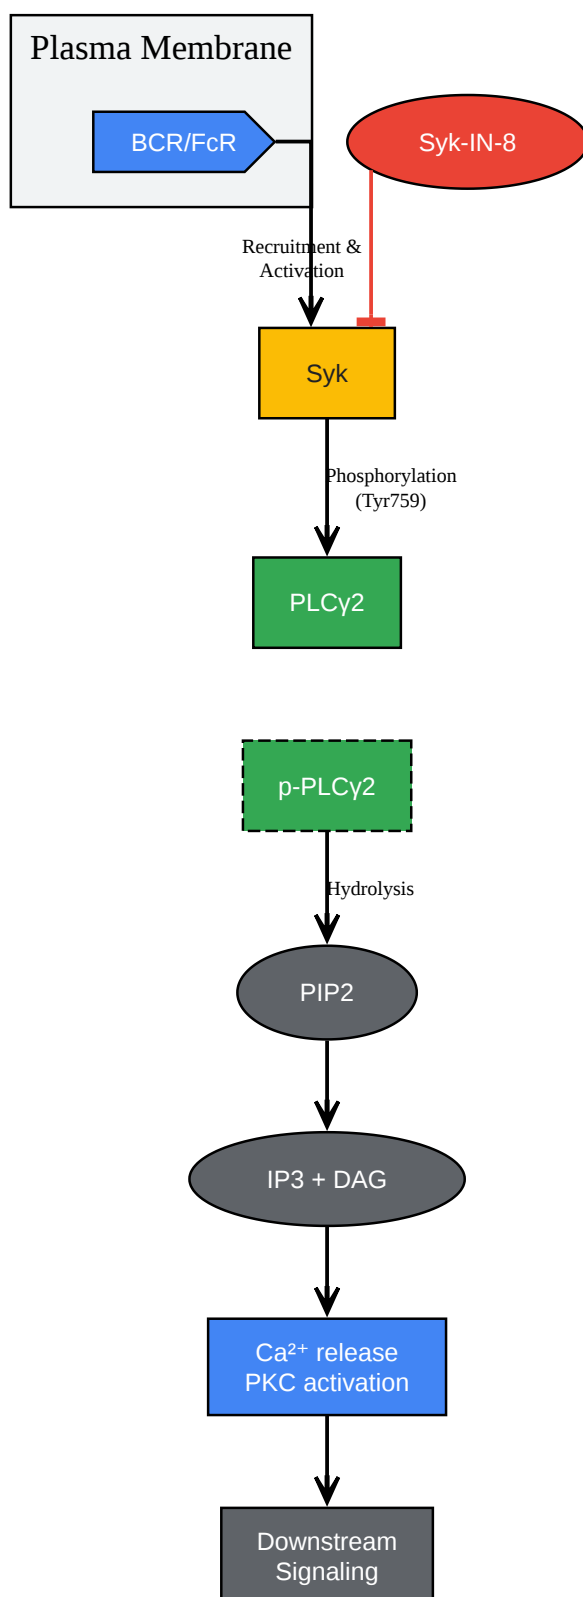 Plasma Membrane
BCR/FcR
Syk-IN-8
Recruitment &
Activation
Syk
Phosphorylation
(Tyr759)
PLCγ2
p-PLCγ2
Hydrolysis
PIP2
IP3 + DAG
Ca²⁺ release
PKC activation
Downstream
Signaling